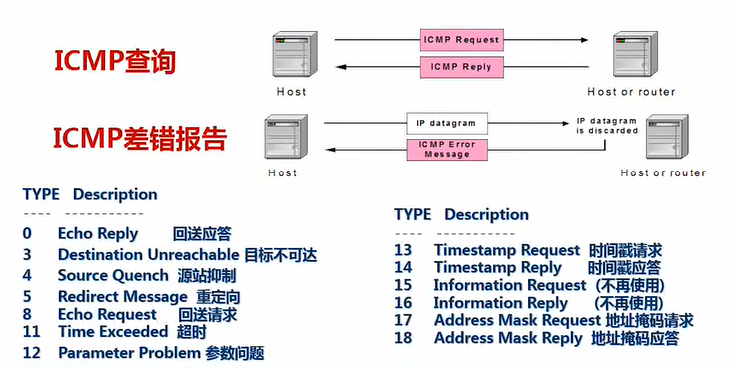 ICMP查询
ICMP Request
ICMP Reply
Host
Host or router
ICMP差错报告
IP datagram
IP datagram
is discarded
ICMP Error
Message
Host
Host or router
TYPE Description
---- -----------
0 Echo Reply 回送应答
3 Destination Unreachable 目标不可达
4 Source Quench 源站抑制
5 Redirect Message 重定向
8 Echo Request 回送请求
11 Time Exceeded 超时
12 Parameter Problem 参数问题
TYPE Description
---- -----------
13 Timestamp Request 时间戳请求
14 Timestamp Reply 时间戳应答
15 Information Request (不再使用)
16 Information Reply (不再使用)
17 Address Mask Request 地址掩码请求
18 Address Mask Reply 地址掩码应答